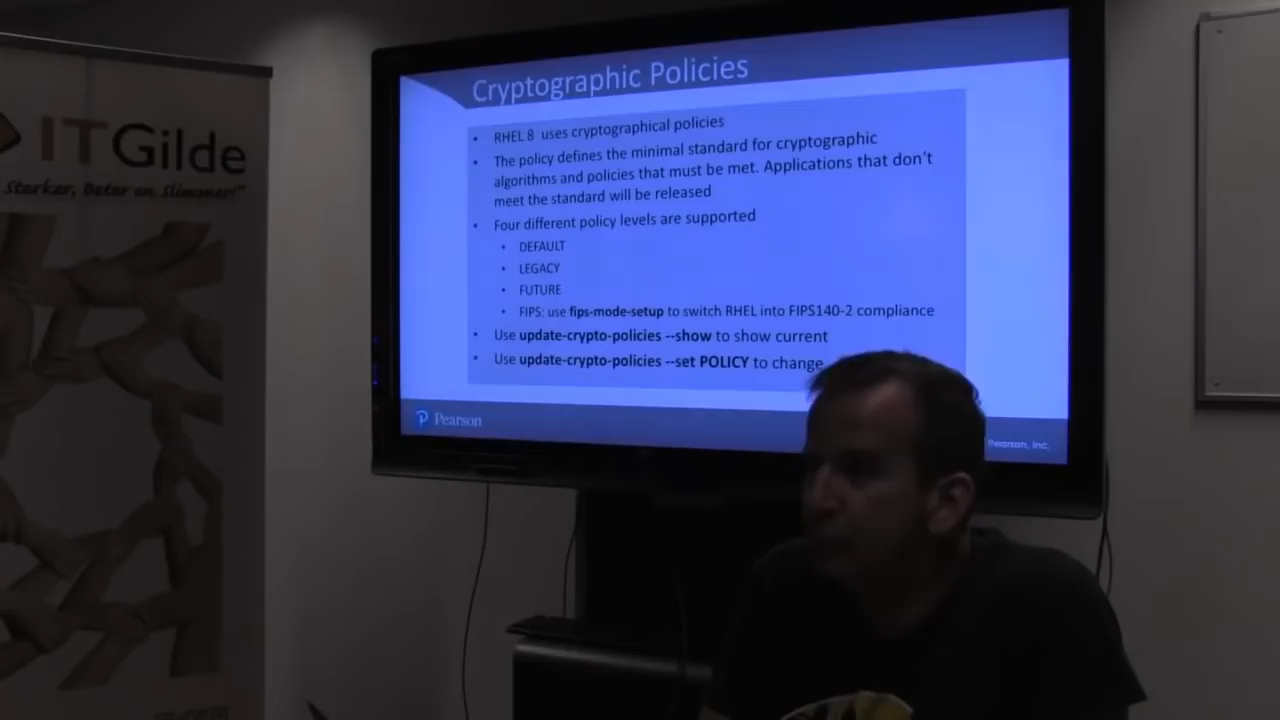 Cryptographic Policies
RHEL 8 uses cryptographical policies
The policy defines the minimal standard for cryptographic
algorithms and policies that must be met. Applications that don't
meet the standard will be released
Four different policy levels are supported
DEFAULT
LEGACY
FUTURE
FIPS: use fips-mode-setup to switch RHEL into FIPS140-2 compliance
Use update-crypto-policies --show to show current
Use update-crypto-policies --set POLICY to change
Pearson
Pearson, Inc.
ITGilde
Sterker, Beter en Slimmer!"